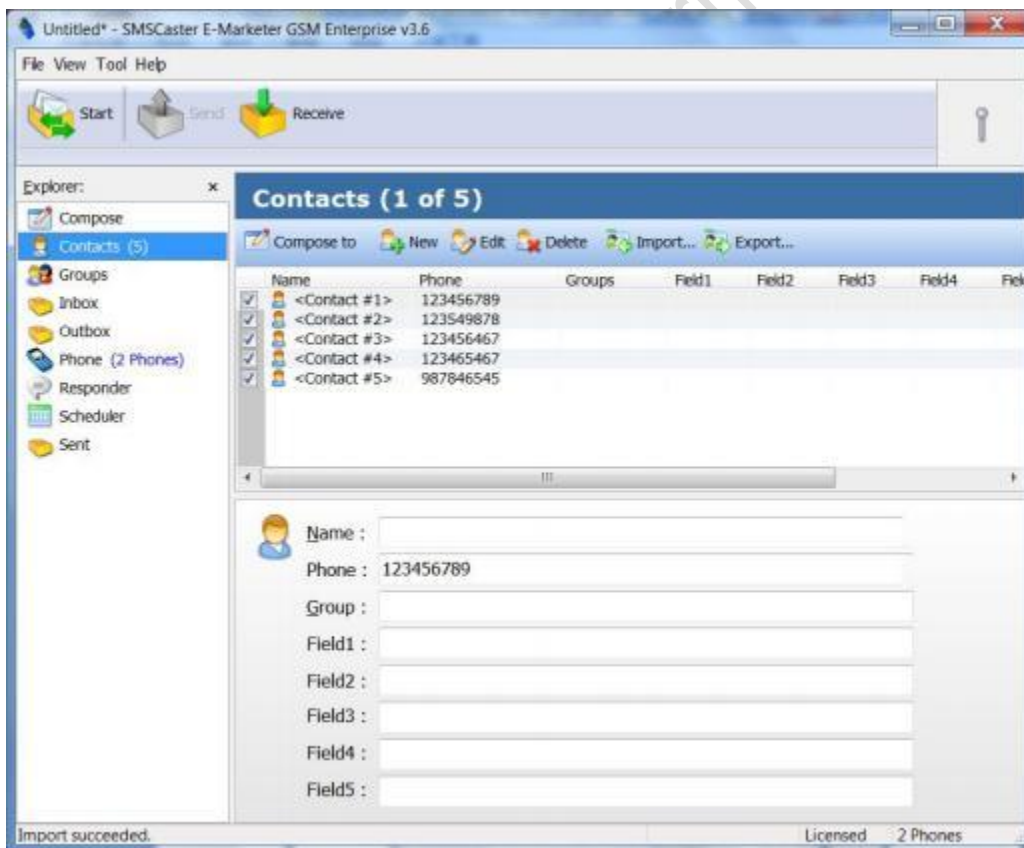 Untitled* - SMSCaster E-Marketer GSM Enterprise v3.6
File View Tool Help
Start Send Receive
Explorer:
Compose
Contacts (5)
Groups
Inbox
Outbox
Phone (2 Phones)
Responder
Scheduler
Sent
Contacts (1 of 5)
Compose to New Edit Delete Import... Export...
Name Phone Groups Field1 Field2 Field3 Field4
<Contact #1> 123456789
<Contact #2> 123549878
<Contact #3> 123456467
<Contact #4> 123465467
<Contact #5> 987846545
Name :
Phone : 123456789
Group :
Field1 :
Field2 :
Field3 :
Field4 :
Field5 :
Import succeeded. Licensed 2 Phones